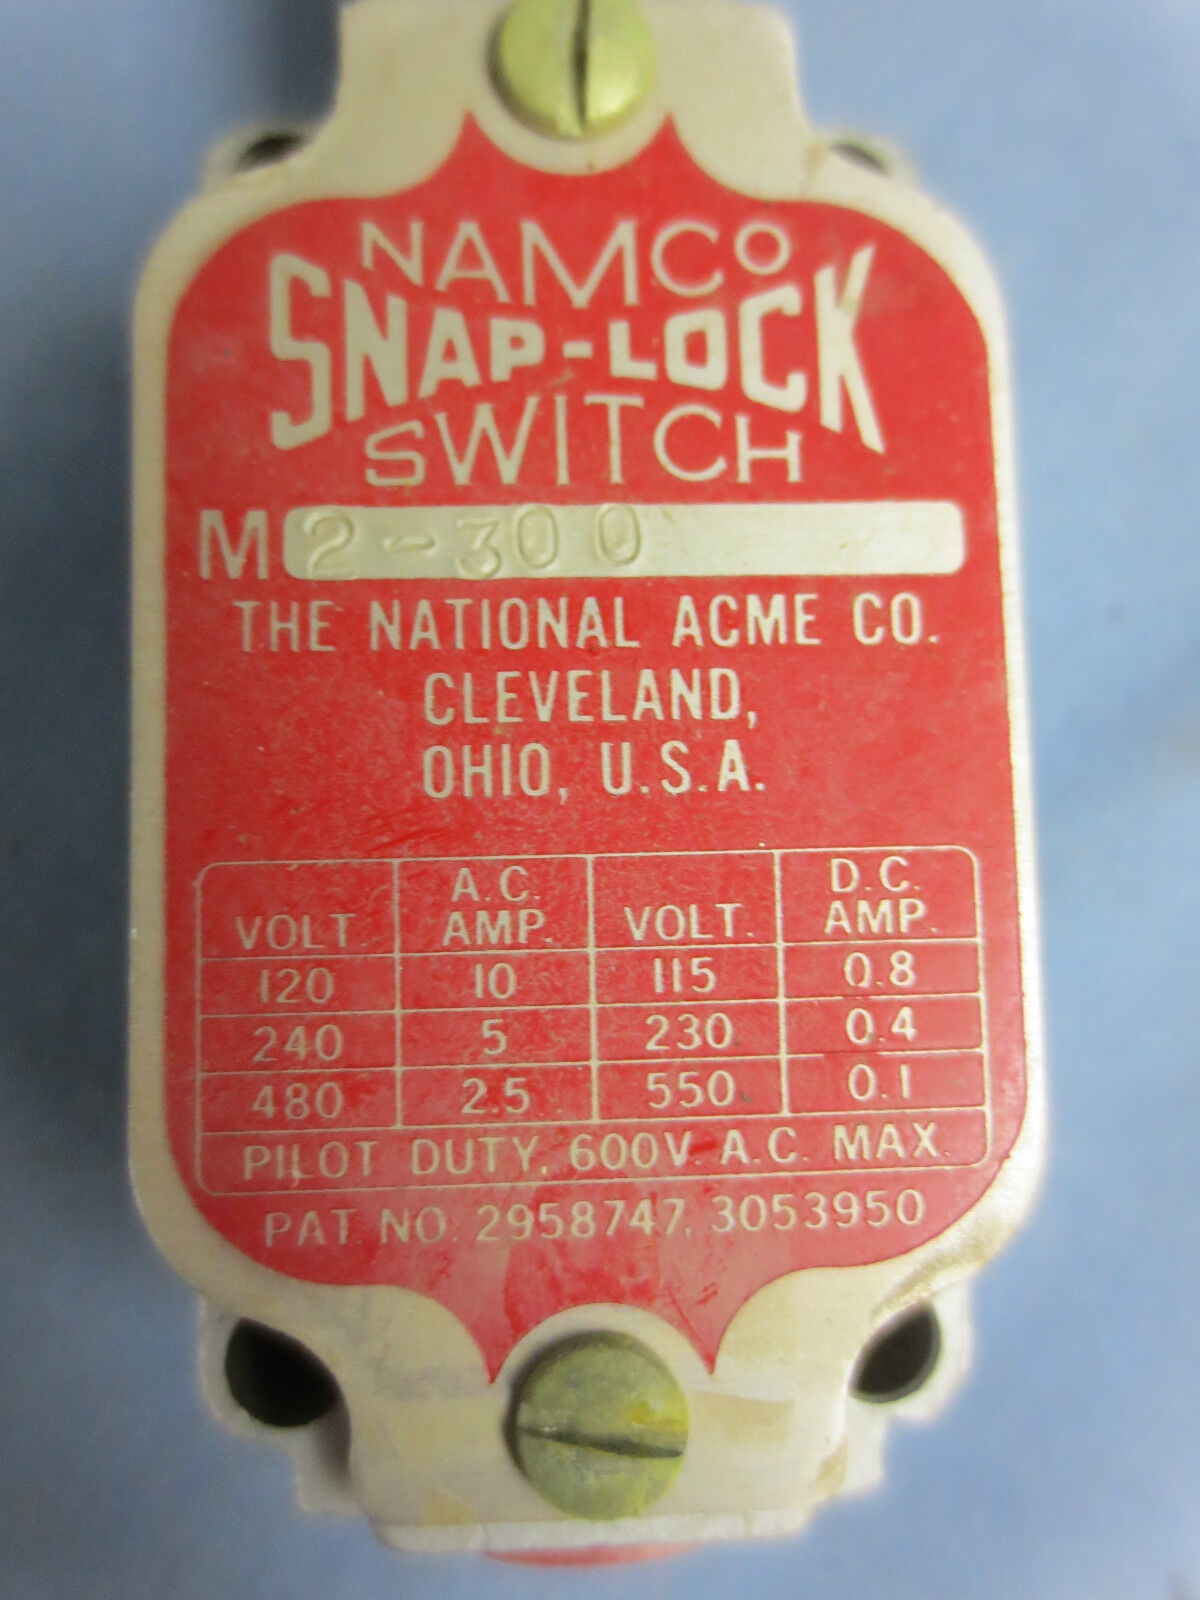 NAMCO
SNAP-LOCK
SWITCH
M 2-300
THE NATIONAL ACME CO.
CLEVELAND,
OHIO, U.S.A.
VOLT. A.C. AMP. VOLT. D.C. AMP.
120 10 115 0.8
240 5 230 0.4
480 2.5 550 0.1
PILOT DUTY, 600V. A.C. MAX.
PAT. NO. 2958747, 3053950